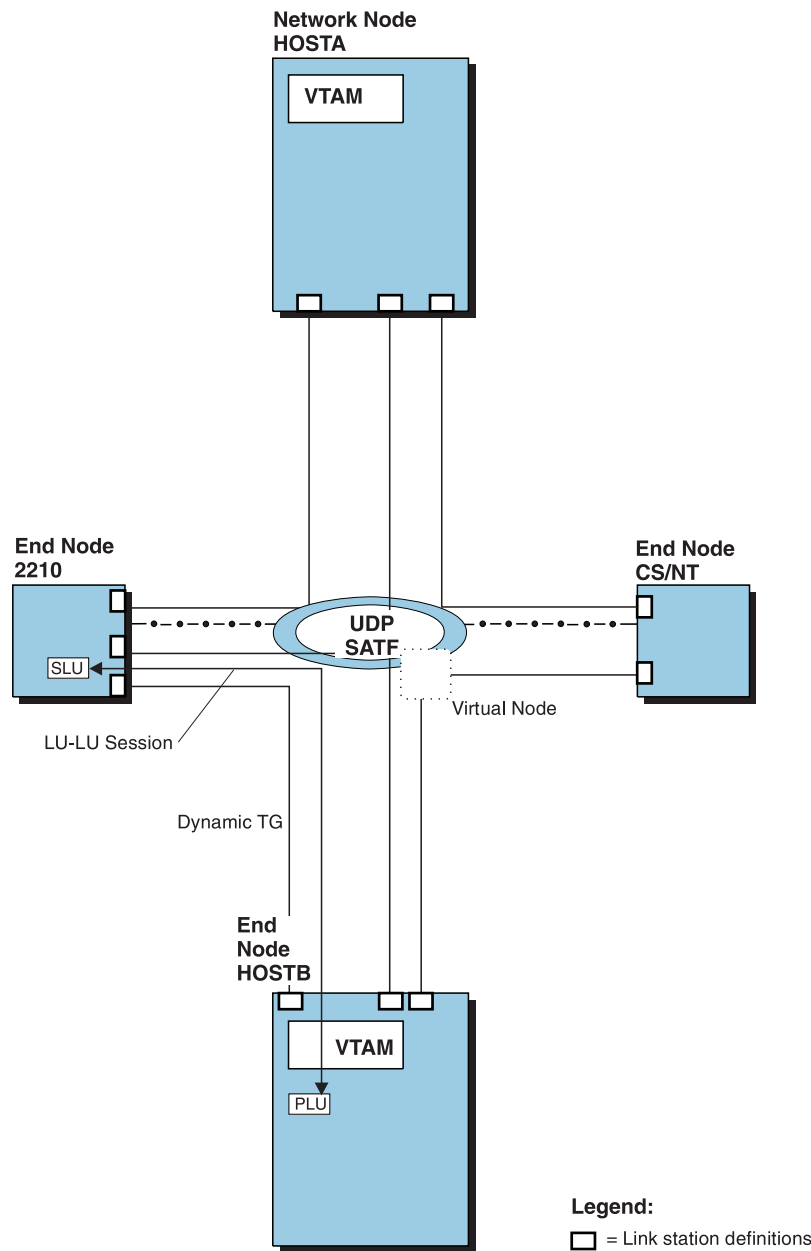 Network Node
HOSTA
VTAM
End Node
2210
End Node
CS/NT
UDP
SATF
SLU
Virtual Node
LU-LU Session
Dynamic TG
End
Node
HOSTB
VTAM
PLU
Legend:
= Link station definitions